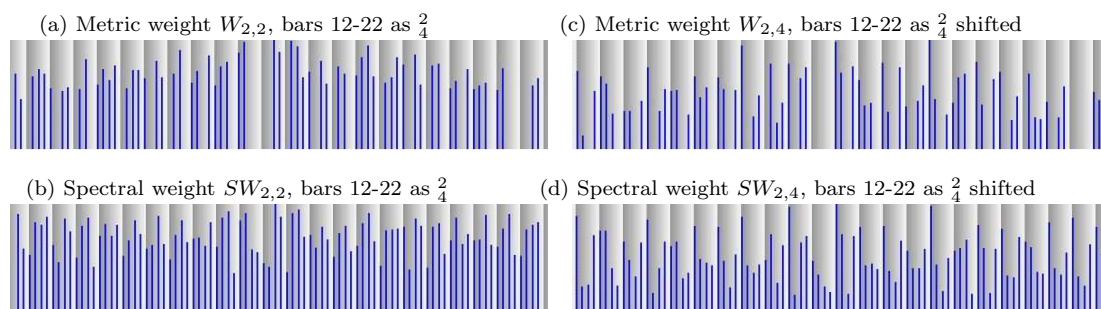 (a) Metric weight W2,2, bars 12-22 as 2/4
(c) Metric weight W2,4, bars 12-22 as 2/4 shifted
(b) Spectral weight SW2,2, bars 12-22 as 2/4
(d) Spectral weight SW2,4, bars 12-22 as 2/4 shifted